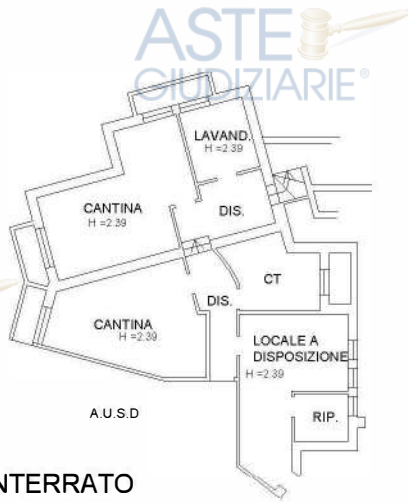 ASTE
GIUDIZIARIE®
LAVAND.
H =2.39
CANTINA
H =2.39
DIS.
CT
DIS.
CANTINA
H =2.39
LOCALE A
DISPOSIZIONE
H =2.39
RIP.
A.U.S.D
NTERRATO